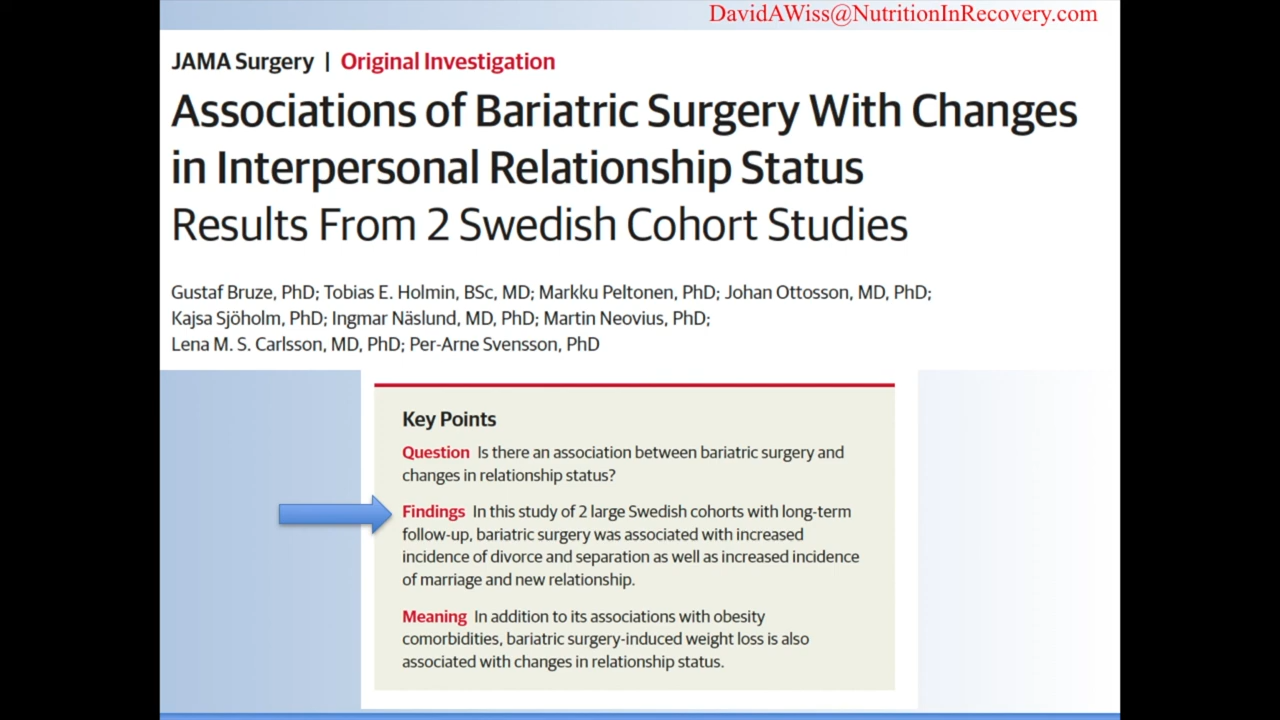 DavidAWiss@NutritionInRecovery.com
JAMA Surgery | Original Investigation
Associations of Bariatric Surgery With Changes
in Interpersonal Relationship Status
Results From 2 Swedish Cohort Studies
Gustaf Bruze, PhD; Tobias E. Holmin, BSc, MD; Markku Peltonen, PhD; Johan Ottosson, MD, PhD;
Kajsa Sjöholm, PhD; Ingmar Näslund, MD, PhD; Martin Neovius, PhD;
Lena M. S. Carlsson, MD, PhD; Per-Arne Svensson, PhD
Key Points
Question Is there an association between bariatric surgery and
changes in relationship status?
Findings In this study of 2 large Swedish cohorts with long-term
follow-up, bariatric surgery was associated with increased
incidence of divorce and separation as well as increased incidence
of marriage and new relationship.
Meaning In addition to its associations with obesity
comorbidities, bariatric surgery-induced weight loss is also
associated with changes in relationship status.